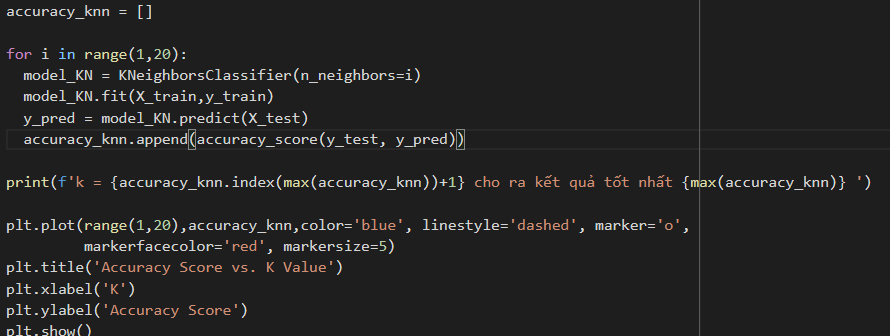 accuracy_knn = []
for i in range(1,20):
  model_KN = KNeighborsClassifier(n_neighbors=i)
  model_KN.fit(X_train,y_train)
  y_pred = model_KN.predict(X_test)
  accuracy_knn.append(accuracy_score(y_test, y_pred))
print(f'k = {accuracy_knn.index(max(accuracy_knn))+1} cho ra kết quả tốt nhất {max(accuracy_knn)} ')
plt.plot(range(1,20),accuracy_knn,color='blue', linestyle='dashed', marker='o',
         markerfacecolor='red', markersize=5)
plt.title('Accuracy Score vs. K Value')
plt.xlabel('K')
plt.ylabel('Accuracy Score')
plt.show()